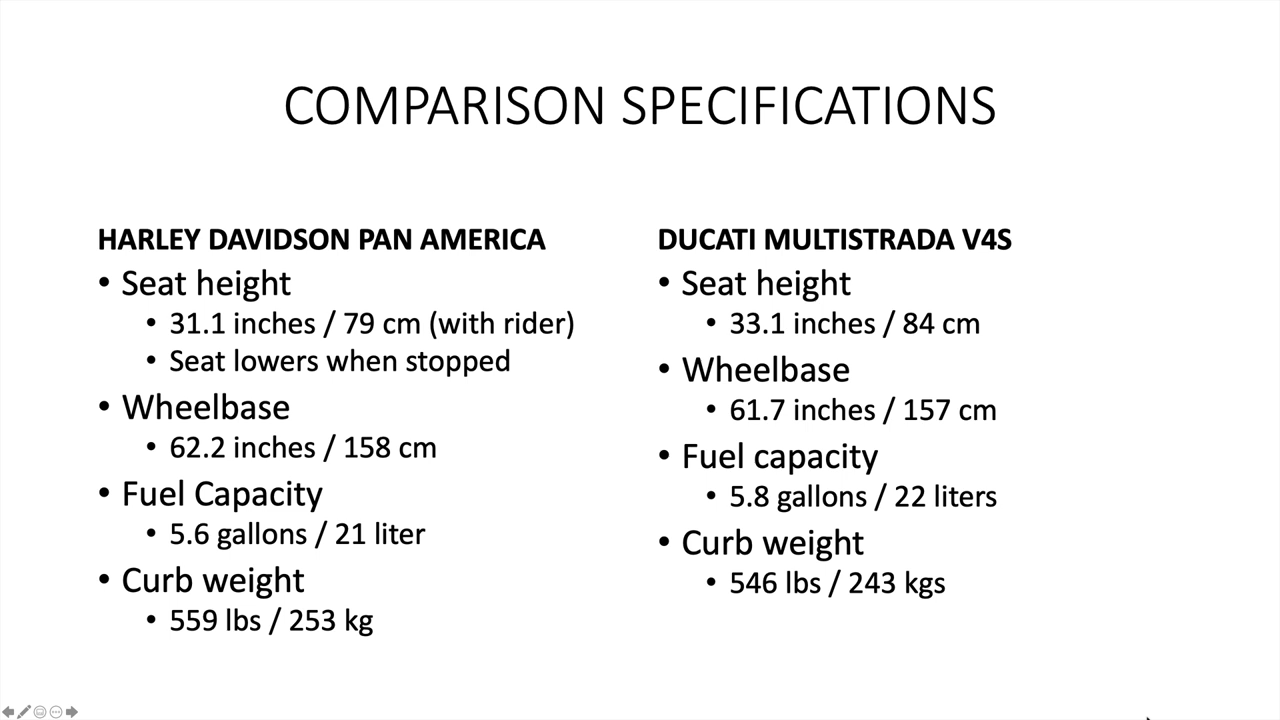 COMPARISON SPECIFICATIONS
HARLEY DAVIDSON PAN AMERICA
• Seat height
• 31.1 inches / 79 cm (with rider)
• Seat lowers when stopped
• Wheelbase
• 62.2 inches / 158 cm
• Fuel Capacity
• 5.6 gallons / 21 liter
• Curb weight
• 559 lbs / 253 kg
DUCATI MULTISTRADA V4S
• Seat height
• 33.1 inches / 84 cm
• Wheelbase
• 61.7 inches / 157 cm
• Fuel capacity
• 5.8 gallons / 22 liters
• Curb weight
• 546 lbs / 243 kgs